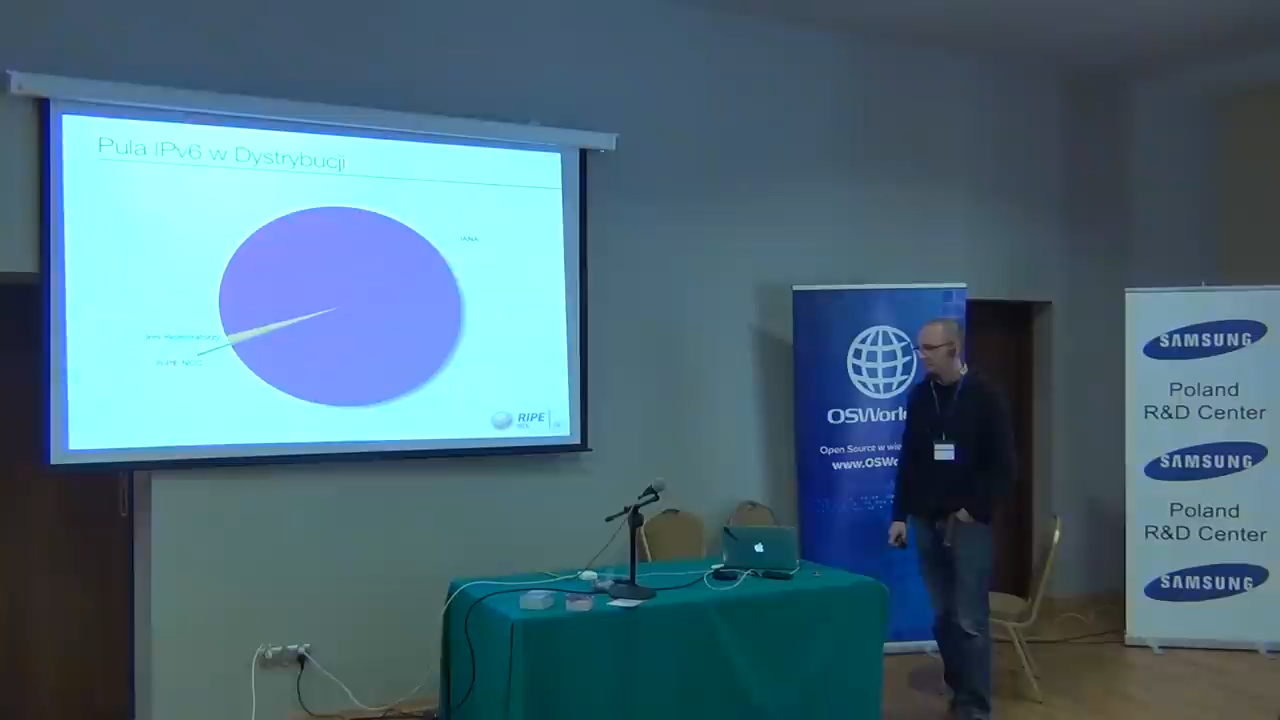 Pula IPv6 w Dystrybucji
IANA
RIPE NCC
RIPE
NCC
OSWorld
Open Source w
www.OSWo
SAMSUNG
Poland
R&D Center
SAMSUNG
Poland
R&D Center
SAMSUNG